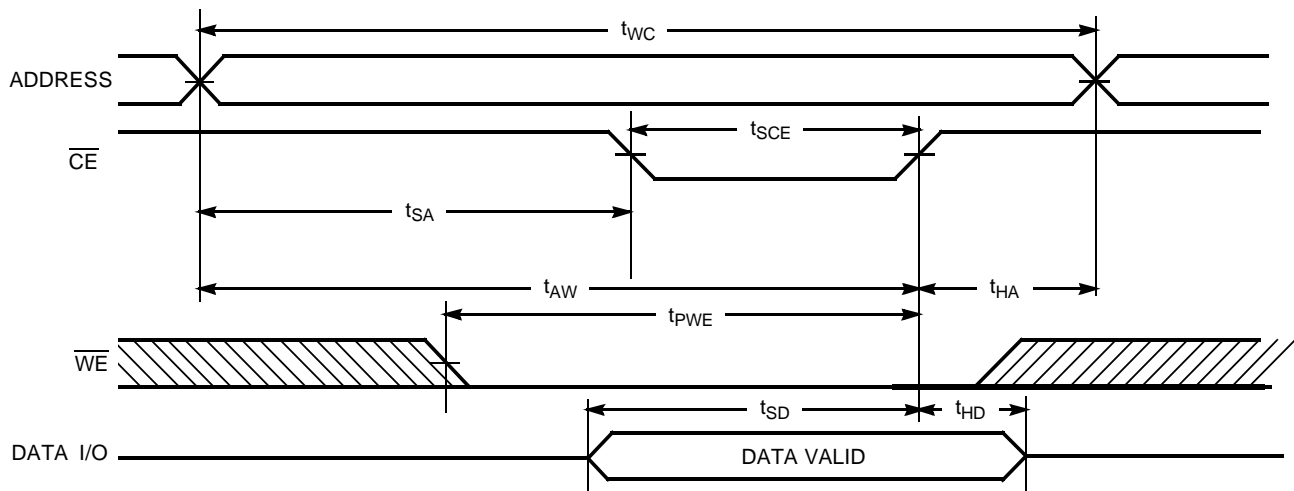 tWC
ADDRESS
tSCE
CE
tSA
tAW
tHA
tPWE
WE
tSD
tHD
DATA I/O
DATA VALID